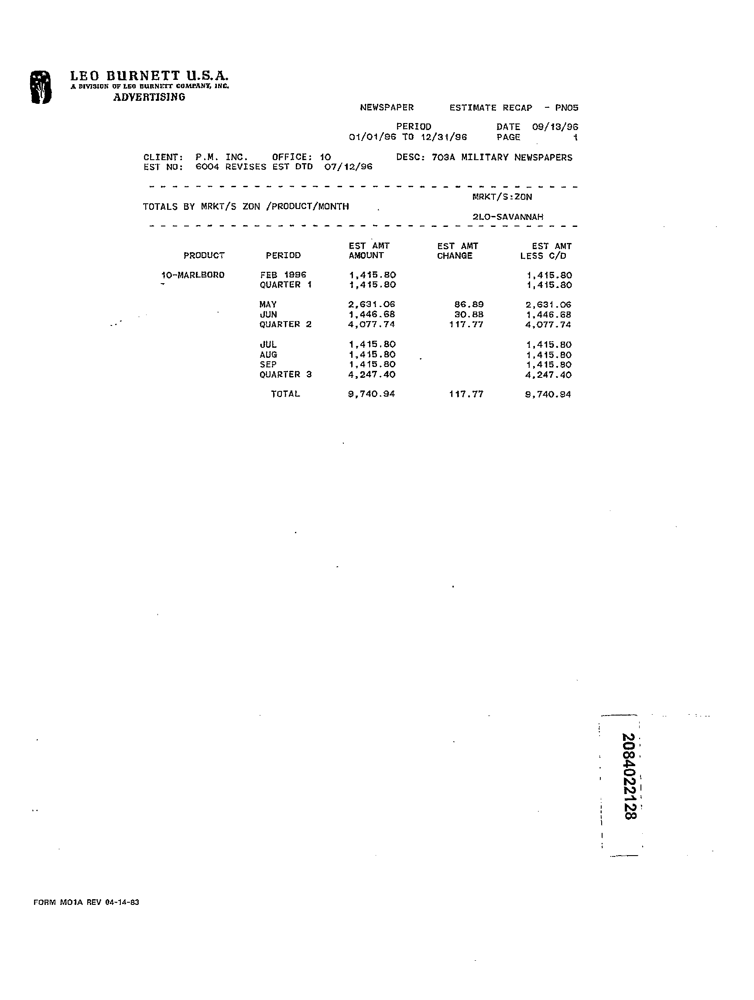 LEO BURNETT U.S.A.
A DIVISION OF LEO BURNETT COMPANY, INC.
ADVERTISING
NEWSPAPER ESTIMATE RECAP - PN05
PERIOD DATE 09/13/96
01/01/96 TO 12/31/96 PAGE 1
CLIENT: P.M. INC. OFFICE: 10 DESC: 703A MILITARY NEWSPAPERS
EST NO: 6004 REVISES EST DTD 07/12/96
MRKT/S:ZON
TOTALS BY MRKT/S ZON /PRODUCT/MONTH
2LO-SAVANNAH
EST AMT EST AMT EST AMT
PRODUCT PERIOD AMOUNT CHANGE LESS C/D
10-MARLBORO FEB 1996 1,415.80 1,415.80
QUARTER 1 1,415.80 1,415.80
MAY 2,631.06 86.89 2,631.06
JUN 1,446.68 30.88 1,446.68
QUARTER 2 4,077.74 117.77 4,077.74
JUL 1,415.80 1,415.80
AUG 1,415.80 1,415.80
SEP 1,415.80 1,415.80
QUARTER 3 4,247.40 4,247.40
TOTAL 9,740.94 117.77 9,740.94
2084022128
FORM M01A REV 04-14-83